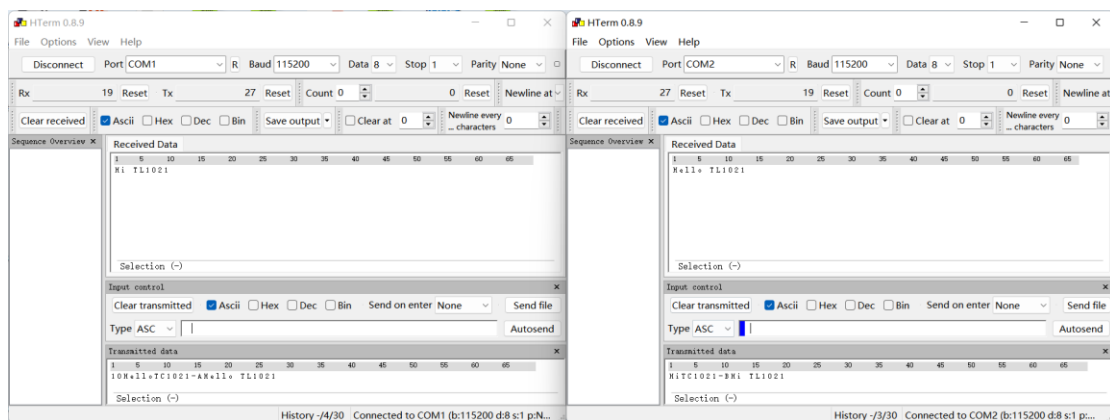 HTerm 0.8.9
File Options View Help
Disconnect Port COM1 R Baud 115200 Data 8 Stop 1 Parity None
Rx 19 Reset Tx 27 Reset Count 0 0 Reset Newline at
Clear received Ascii Hex Dec Bin Save output Clear at 0 Newline every ... characters 0
Sequence Overview × Received Data
1 5 10 15 20 25 30 35 40 45 50 55 60 65
Hi TL1021
Selection (-)
Input control ×
Clear transmitted Ascii Hex Dec Bin Send on enter None Send file
Type ASC Autosend
Transmitted data ×
1 5 10 15 20 25 30 35 40 45 50 55 60 65
10HelloTC1021-AHello TL1021
Selection (-)
History -/4/30 Connected to COM1 (b:115200 d:8 s:1 p:N...
HTerm 0.8.9
File Options View Help
Disconnect Port COM2 R Baud 115200 Data 8 Stop 1 Parity None
Rx 27 Reset Tx 19 Reset Count 0 0 Reset Newline at
Clear received Ascii Hex Dec Bin Save output Clear at 0 Newline every ... characters 0
Sequence Overview × Received Data
1 5 10 15 20 25 30 35 40 45 50 55 60 65
Hello TL1021
Selection (-)
Input control ×
Clear transmitted Ascii Hex Dec Bin Send on enter None Send file
Type ASC Autosend
Transmitted data ×
1 5 10 15 20 25 30 35 40 45 50 55 60 65
HiTC1021-BHi TL1021
Selection (-)
History -/3/30 Connected to COM2 (b:115200 d:8 s:1 p:...